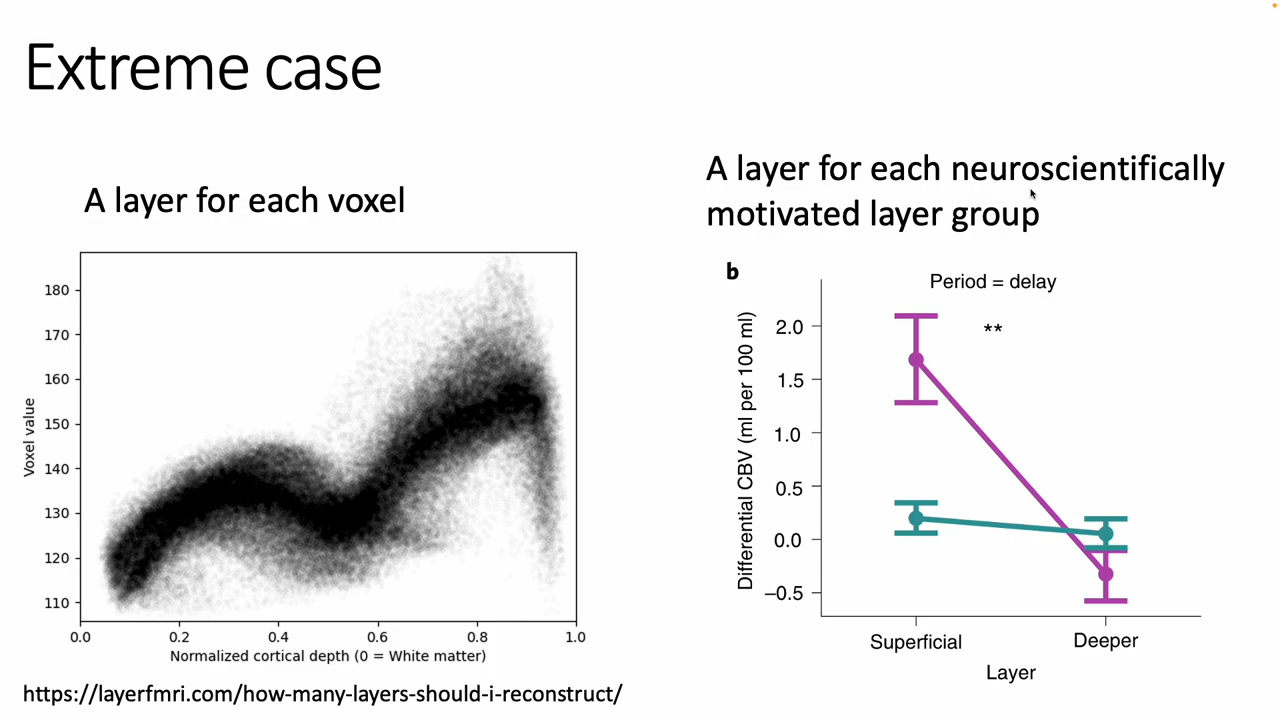 Extreme case
A layer for each voxel
180
170
160
150
140
130
120
110
Voxel value
0.0 0.2 0.4 0.6 0.8 1.0
Normalized cortical depth (0 = White matter)
https://layerfmri.com/how-many-layers-should-i-reconstruct/
A layer for each neuroscientifically
motivated layer group
b
Period = delay
**
2.0
1.5
1.0
0.5
0.0
–0.5
Differential CBV (ml per 100 ml)
Superficial Deeper
Layer